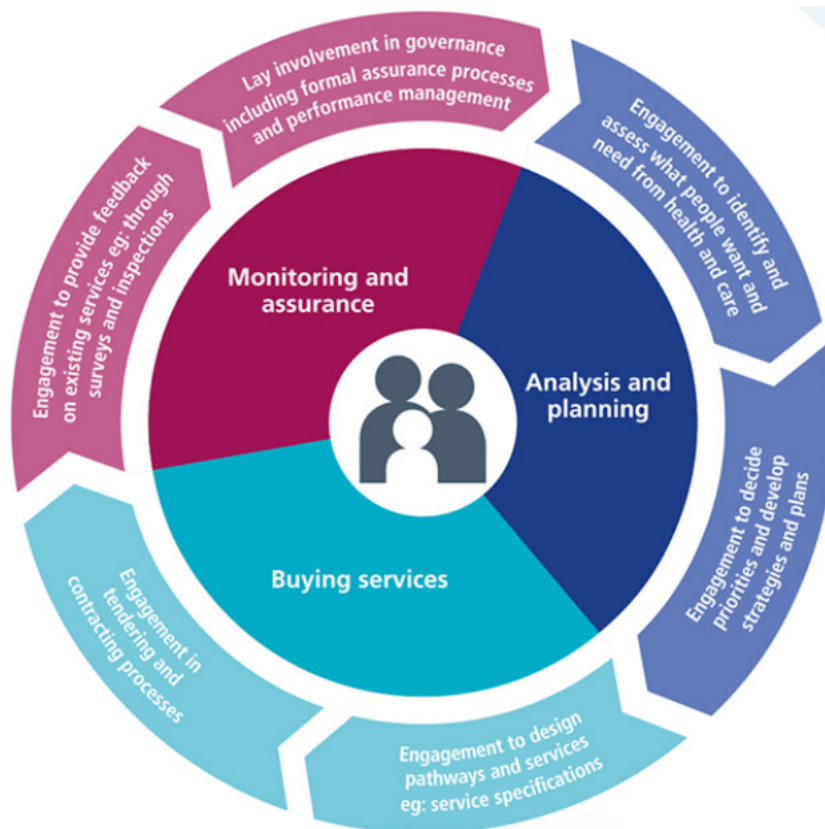 Lay involvement in governance
including formal assurance processes
and performance management
Engagement to identify and
assess what people want and
need from health and care
Engagement to decide
priorities and develop
strategies and plans
Engagement to design
pathways and services
eg: service specifications
Engagement in
tendering and
contracting processes
Engagement to provide feedback
on existing services eg: through
surveys and inspections
Monitoring and
assurance
Analysis and
planning
Buying services